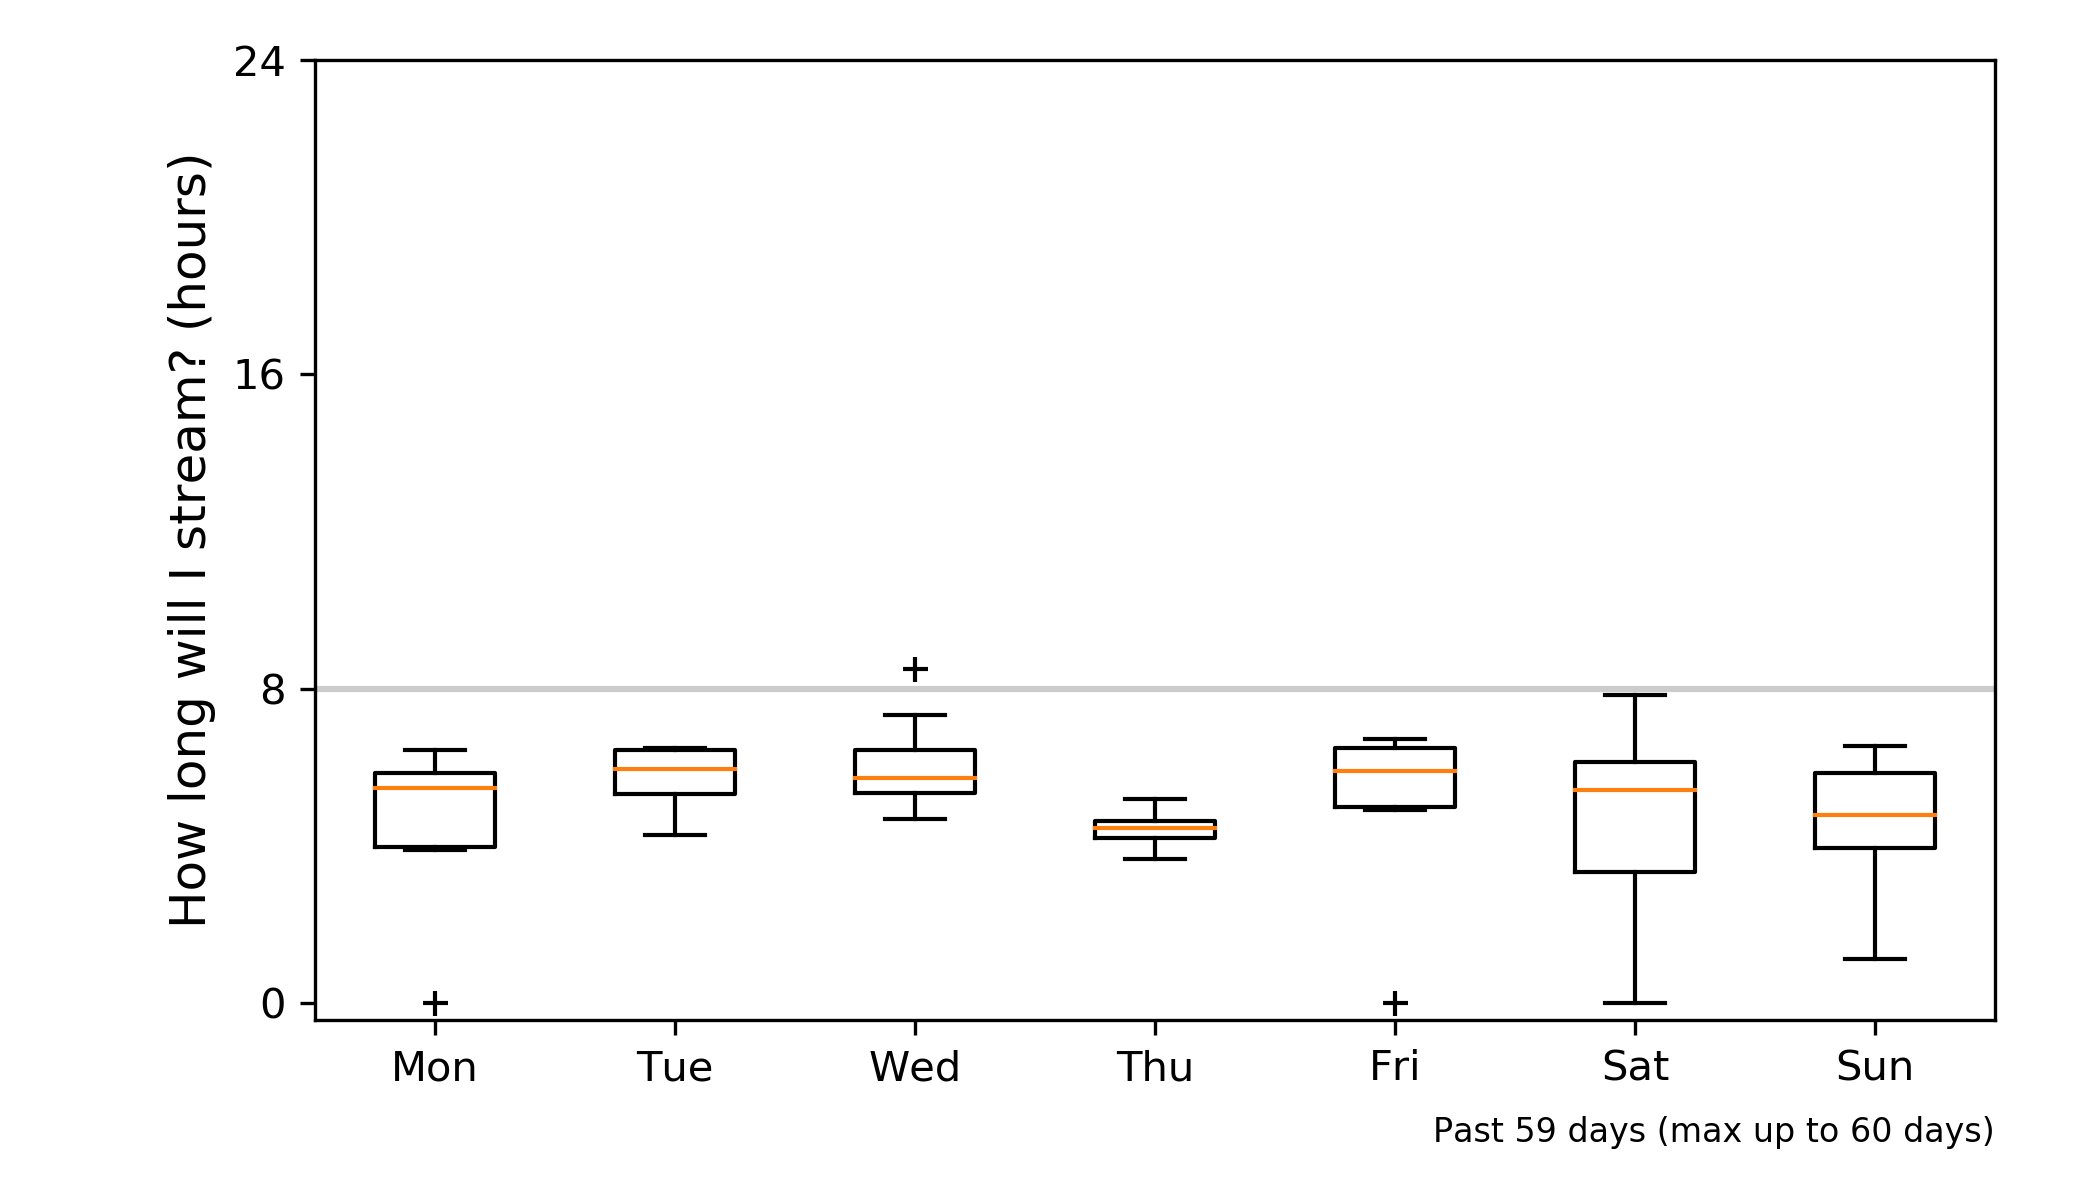 How long will I stream? (hours)
24
16
8
0
Mon Tue Wed Thu Fri Sat Sun
Past 59 days (max up to 60 days)